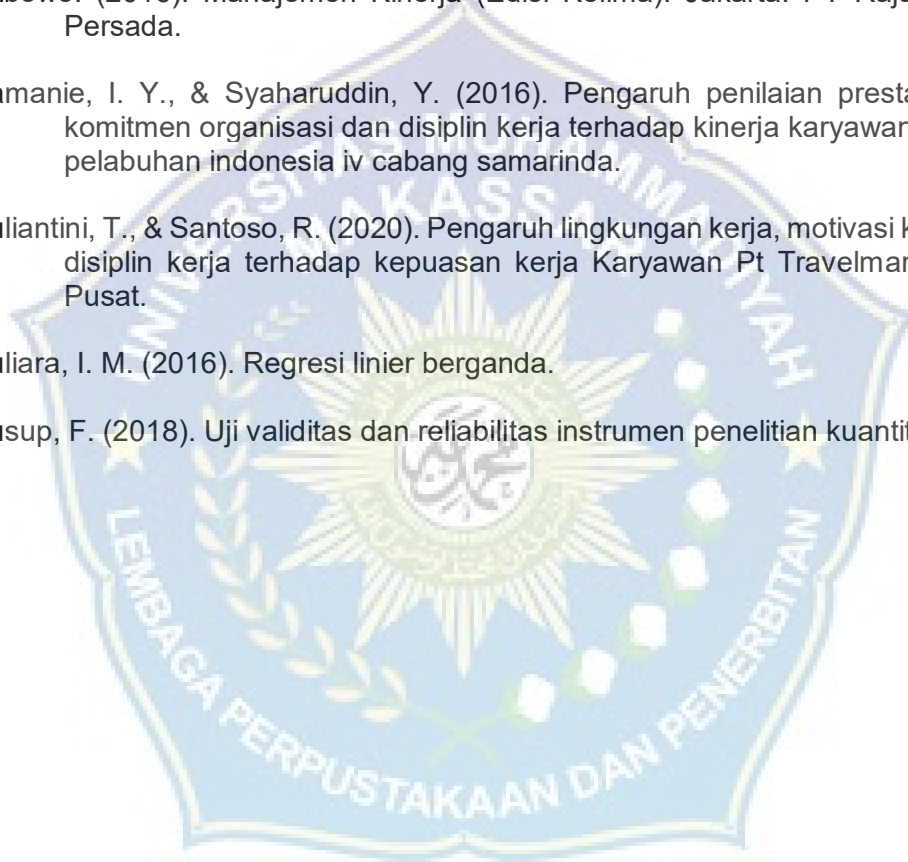 Persada.
amanie, I. Y., & Syaharuddin, Y. (2016). Pengaruh penilaian presta
komitmen organisasi dan disiplin kerja terhadap kinerja karyawan
pelabuhan indonesia iv cabang samarinda.
uliantini, T., & Santoso, R. (2020). Pengaruh lingkungan kerja, motivasi k
disiplin kerja terhadap kepuasan kerja Karyawan Pt Travelmar
Pusat.
uliara, I. M. (2016). Regresi linier berganda.
usup, F. (2018). Uji validitas dan reliabilitas instrumen penelitian kuantit
UNIVERSITAS MUHAMMADIYAH
MAKASSAR
LEMBAGA PERPUSTAKAAN DAN PENERBITAN